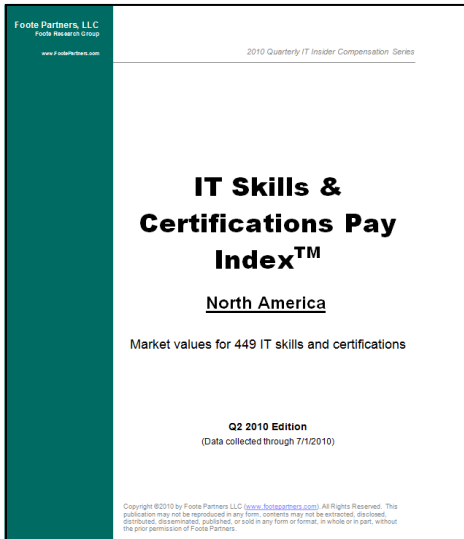 Foote Partners, LLC
Foote Research Group
www.FootePartners.com
2010 Quarterly IT Insider Compensation Series
IT Skills &
Certifications Pay
Index™
North America
Market values for 449 IT skills and certifications
Q2 2010 Edition
(Data collected through 7/1/2010)
Copyright ©2010 by Foote Partners LLC (www.footepartners.com). All Rights Reserved. This
publication may not be reproduced in any form, contents may not be extracted, disclosed,
distributed, disseminated, published, or sold in any form or format, in whole or in part, without
the prior permission of Foote Partners.